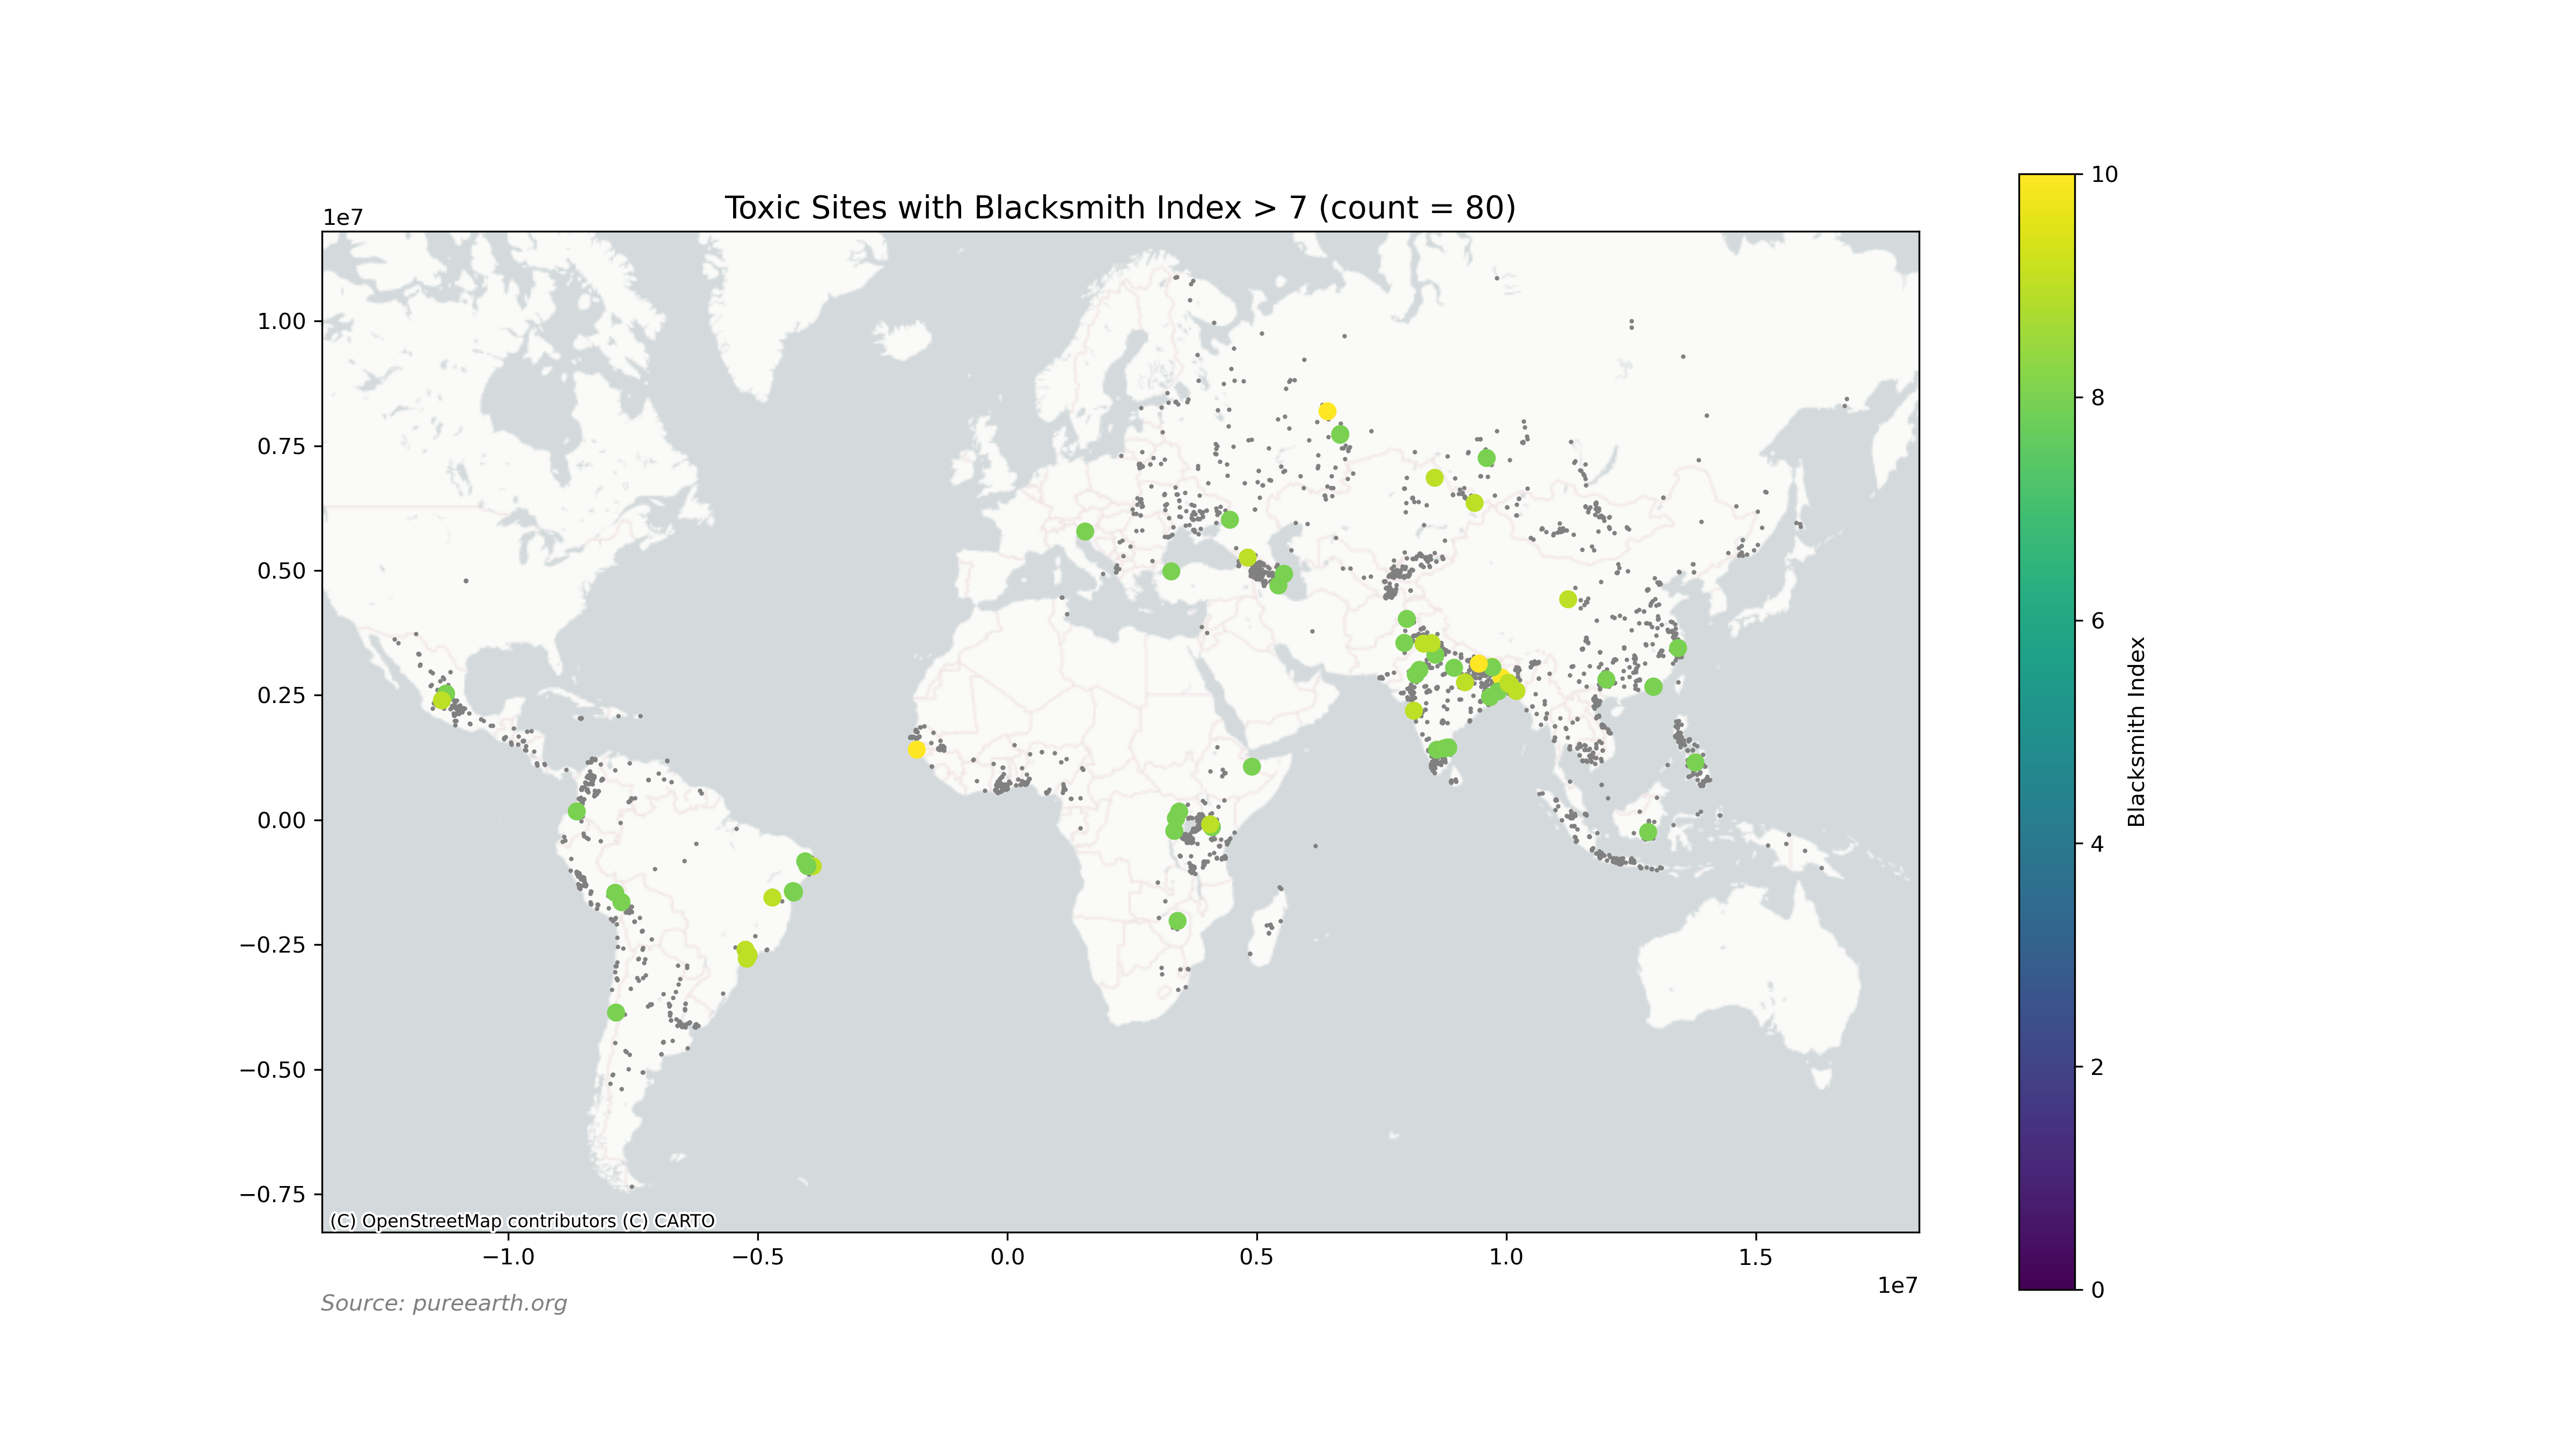 Toxic Sites with Blacksmith Index > 7 (count = 80)
1e7
1.00
0.75
0.50
0.25
0.00
−0.25
−0.50
−0.75
(C) OpenStreetMap contributors (C) CARTO
−1.0 −0.5 0.0 0.5 1.0 1.5
1e7
Source: pureearth.org
10
8
6
4
2
0
Blacksmith Index